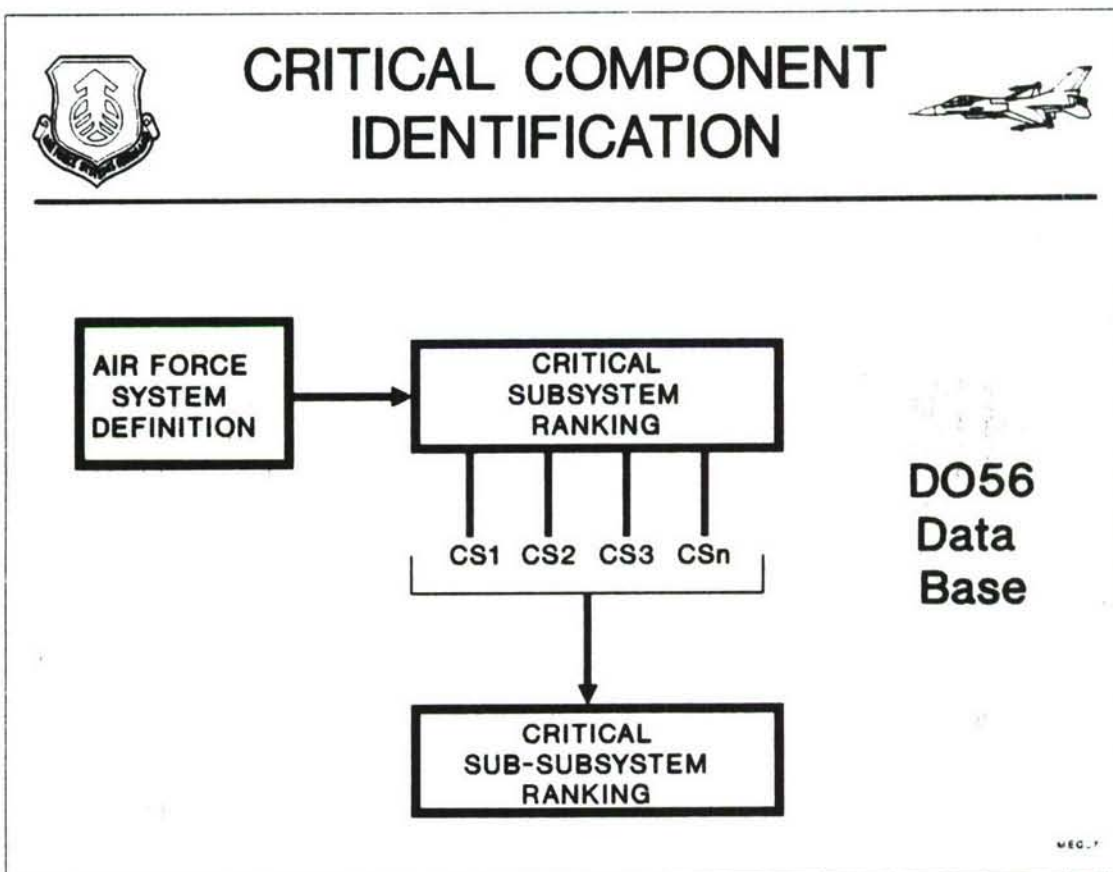 CRITICAL COMPONENT
IDENTIFICATION
AIR FORCE
SYSTEM
DEFINITION
CRITICAL
SUBSYSTEM
RANKING
CS1 CS2 CS3 CSn
DO56
Data
Base
CRITICAL
SUB-SUBSYSTEM
RANKING